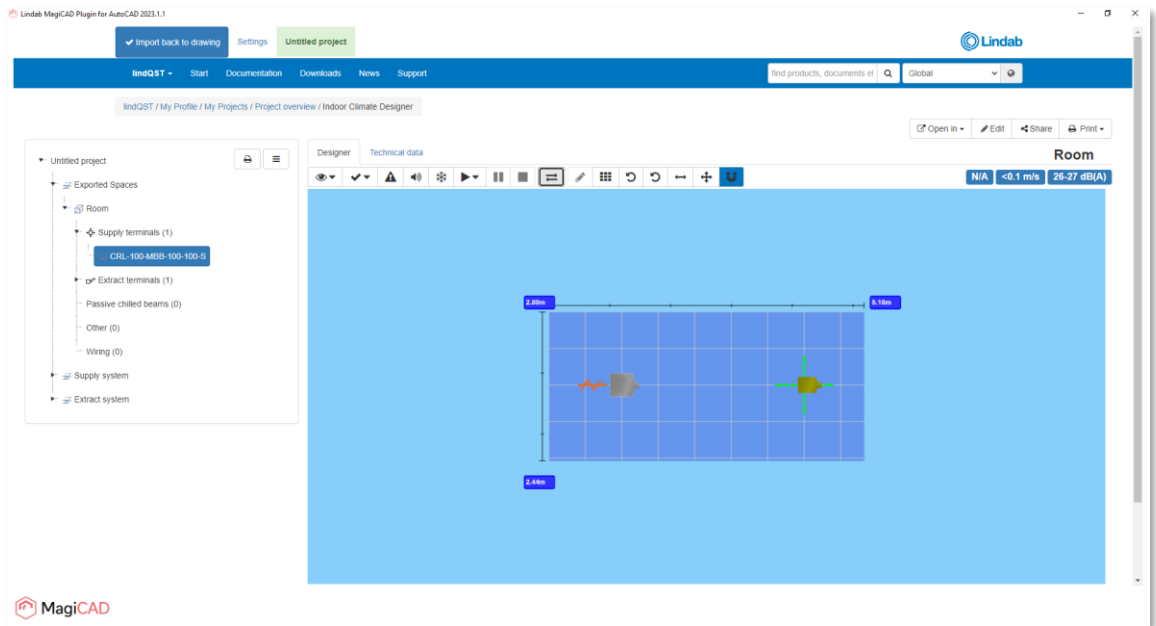 Lindab MagiCAD Plugin for AutoCAD 2023.1.1
Import back to drawing Settings Untitled project
Lindab
lindQST Start Documentation Downloads News Support find products, documents et Global
lindQST / My Profile / My Projects / Project overview / Indoor Climate Designer
Open in Edit Share Print
Untitled project
Exported Spaces
Room
Supply terminals (1)
CRL-100-MBB-100-100-S
Extract terminals (1)
Passive chilled beams (0)
Other (0)
Wiring (0)
Supply system
Extract system
Designer Technical data
Room
N/A <0.1 m/s 26-27 dB(A)
2.80m 5.18m
2.44m
MagiCAD